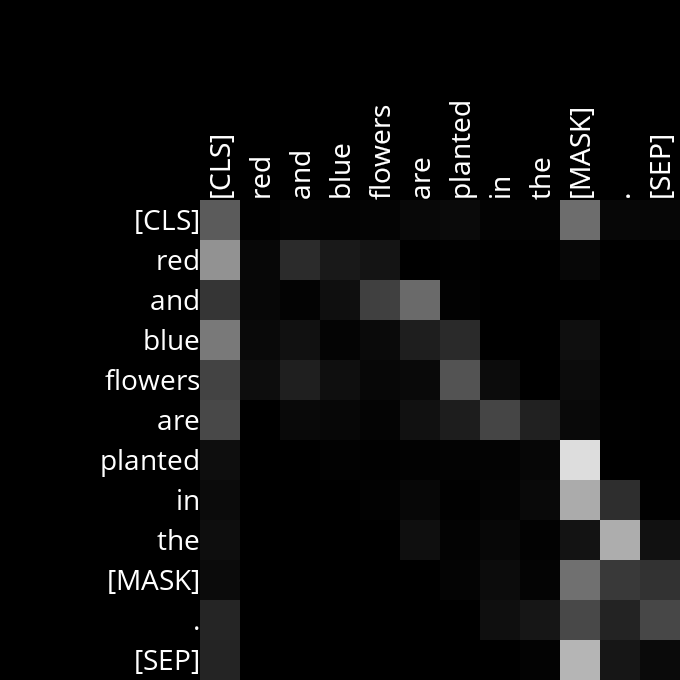 [CLS] red and blue flowers are planted in the [MASK] . [SEP]
[CLS]
red
and
blue
flowers
are
planted
in
the
[MASK]
.
[SEP]